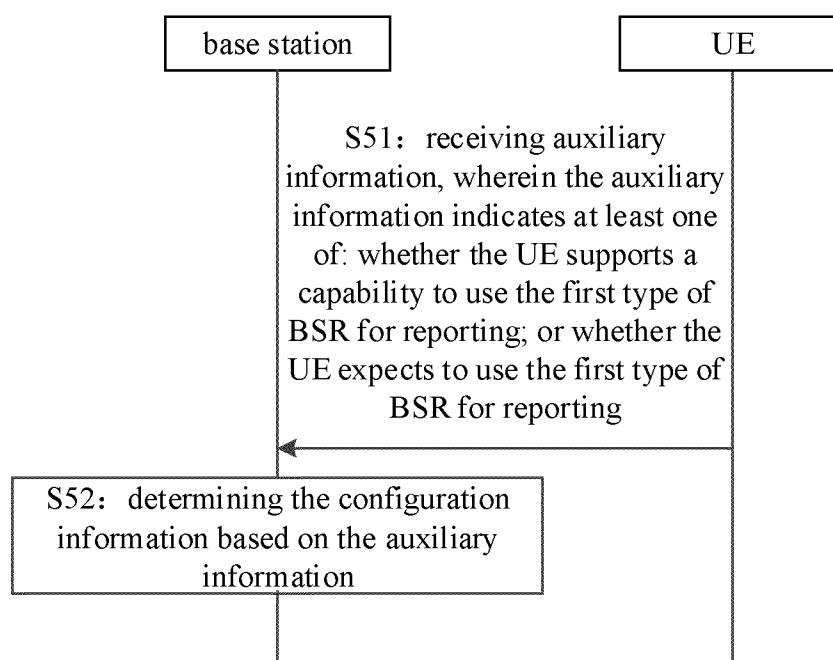 base station
UE
S51：receiving auxiliary
information, wherein the auxiliary
information indicates at least one
of: whether the UE supports a
capability to use the first type of
BSR for reporting; or whether the
UE expects to use the first type of
BSR for reporting
S52：determining the configuration
information based on the auxiliary
information